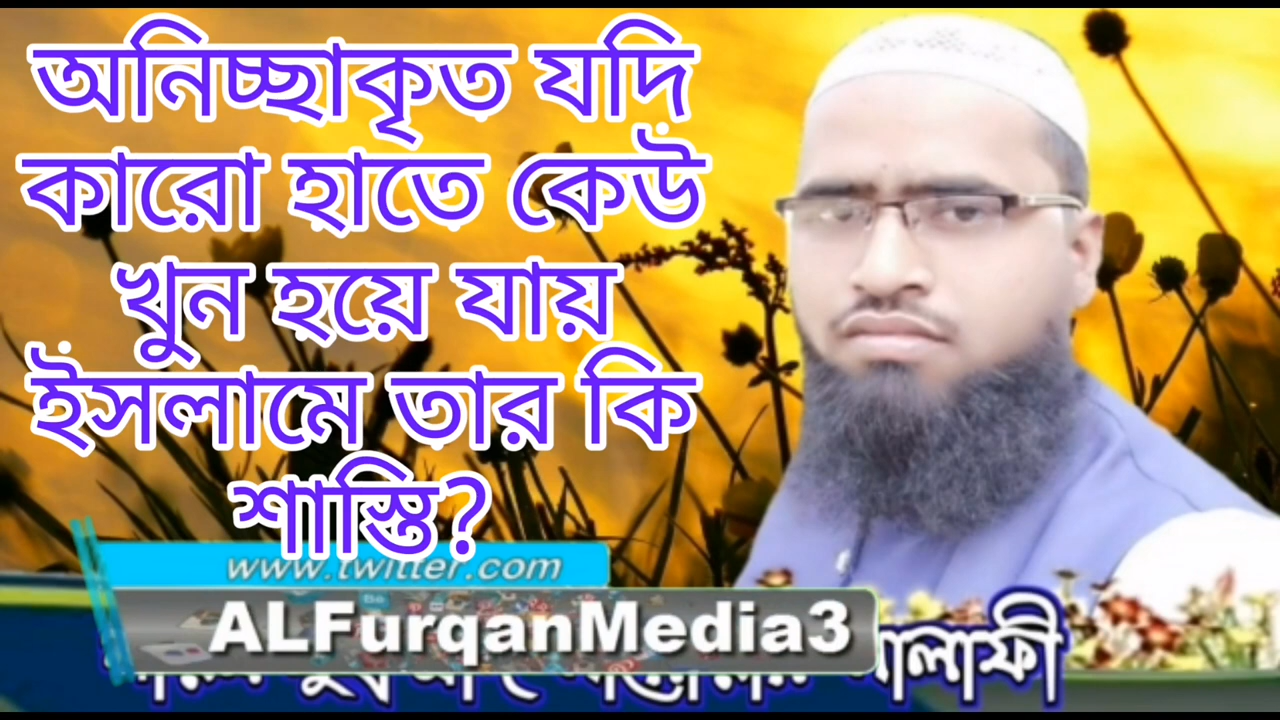 অনিচ্ছাকৃত যদি
কারো হাতে কেউ
খুন হয়ে যায়
ইসলামে তার কি
শাস্তি?
www.twitter.com
ALFurqanMedia3